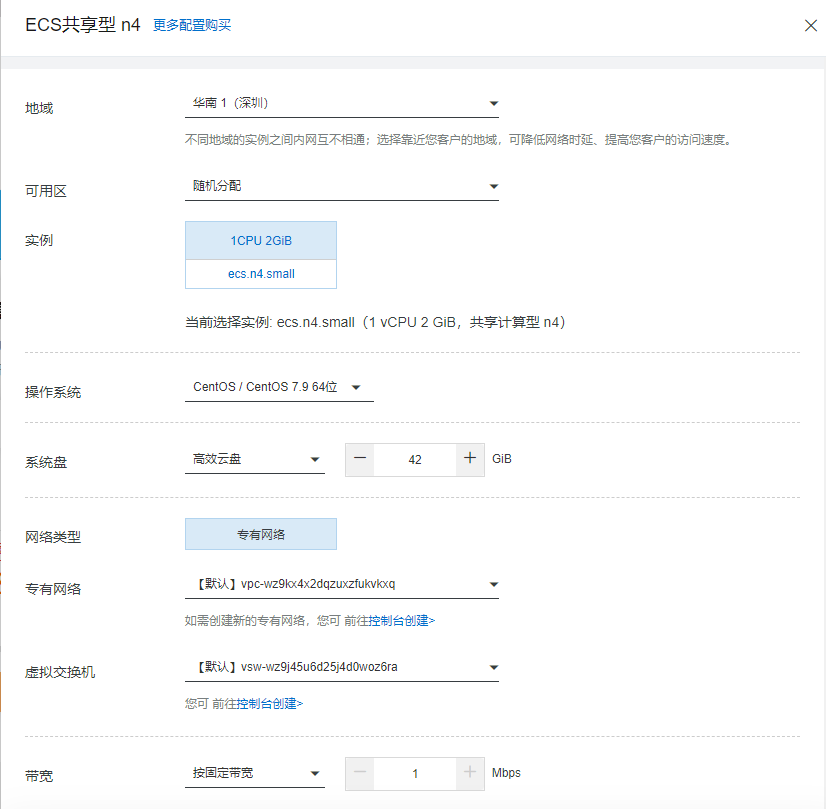 ECS共享型 n4 更多配置购买
地域 华南 1（深圳）
不同地域的实例之间内网互不相通；选择靠近您客户的地域，可降低网络时延、提高您客户的访问速度。
可用区 随机分配
实例 1CPU 2GiB
ecs.n4.small
当前选择实例: ecs.n4.small（1 vCPU 2 GiB，共享计算型 n4）
操作系统 CentOS / CentOS 7.9 64位
系统盘 高效云盘 42 GiB
网络类型 专有网络
专有网络 【默认】vpc-wz9kx4x2dqzuxzfukvkxq
如需创建新的专有网络，您可 前往控制台创建>
虚拟交换机 【默认】vsw-wz9j45u6d25j4d0woz6ra
您可 前往控制台创建>
带宽 按固定带宽 1 Mbps